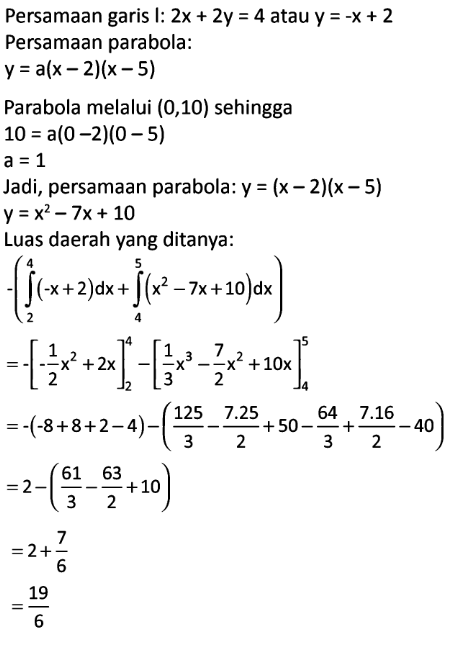 Persamaan garis l: 2x + 2y = 4 atau y = -x + 2
Persamaan parabola:
y = a(x – 2)(x – 5)
Parabola melalui (0,10) sehingga
10 = a(0 –2)(0 – 5)
a = 1
Jadi, persamaan parabola: y = (x – 2)(x – 5)
y = x² – 7x + 10
Luas daerah yang ditanya:
-(∫₂⁴(-x + 2)dx + ∫₄⁵(x² – 7x + 10)dx)
= -[-1/2x² + 2x]₂⁴ – [1/3x³ – 7/2x² + 10x]₄⁵
= -(-8 + 8 + 2 – 4) – (125/3 – 7.25/2 + 50 – 64/3 + 7.16/2 – 40)
= 2 – (61/3 – 63/2 + 10)
= 2 + 7/6
= 19/6